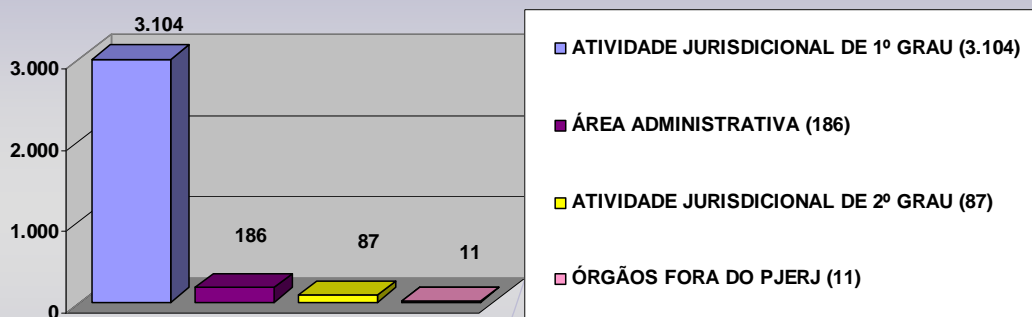 3.104
3.000
2.000
1.000
0
186
87
11
ATIVIDADE JURISDICIONAL DE 1º GRAU (3.104)
ÁREA ADMINISTRATIVA (186)
ATIVIDADE JURISDICIONAL DE 2º GRAU (87)
ÓRGÃOS FORA DO PJERJ (11)